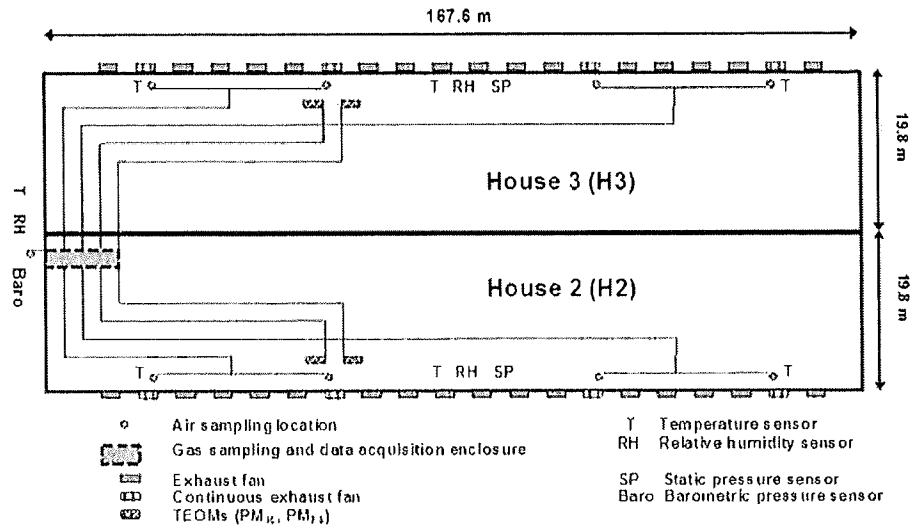 167.6 m
T
T RH SP
T
19.8 m
House 3 (H3)
T RH
Baro
House 2 (H2)
19.8 m
T
T RH SP
T
Air sampling location
Gas sampling and data acquisition enclosure
Exhaust fan
Continuous exhaust fan
TEOMs
T Temperature sensor
RH Relative humidity sensor
SP Static pressure sensor
Baro Barometric pressure sensor